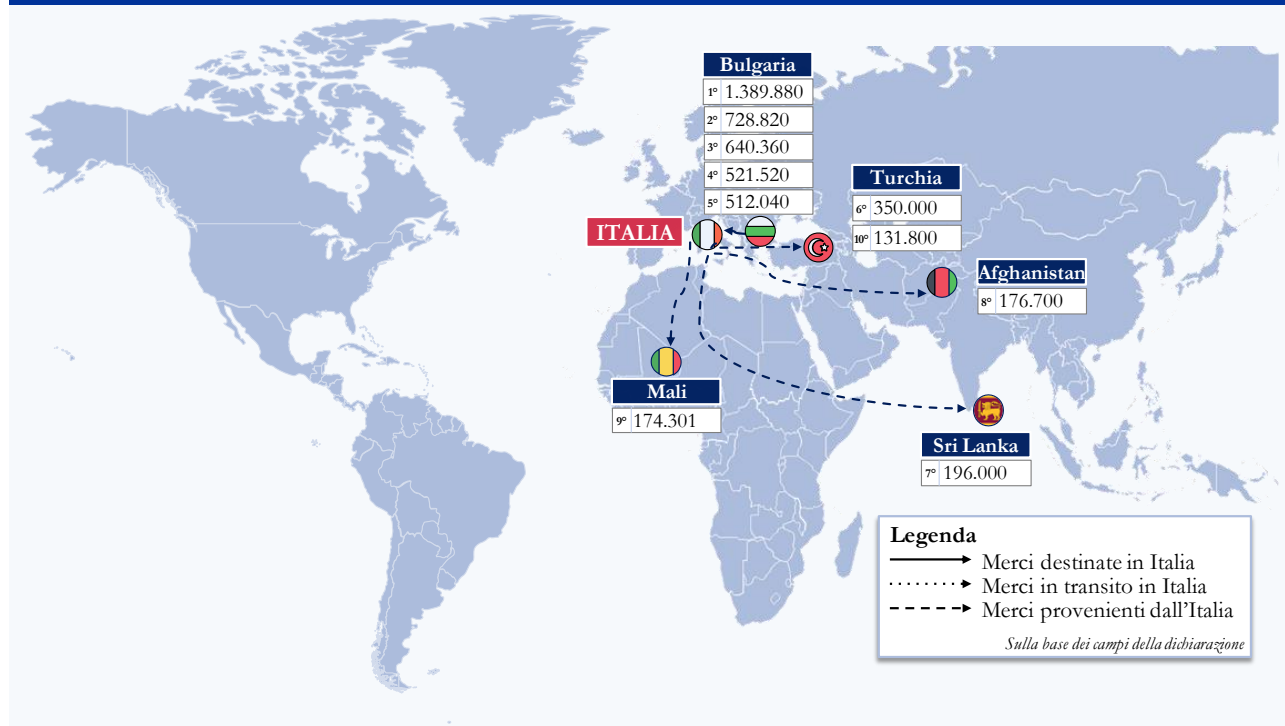 Bulgaria
1° 1.389.880
2° 728.820
3° 640.360
4° 521.520
5° 512.040
Turchia
6° 350.000
10° 131.800
ITALIA
Afghanistan
8° 176.700
Mali
9° 174.301
Sri Lanka
7° 196.000
Legenda
Merci destinate in Italia
Merci in transito in Italia
Merci provenienti dall'Italia
Sulla base dei campi della dichiarazione